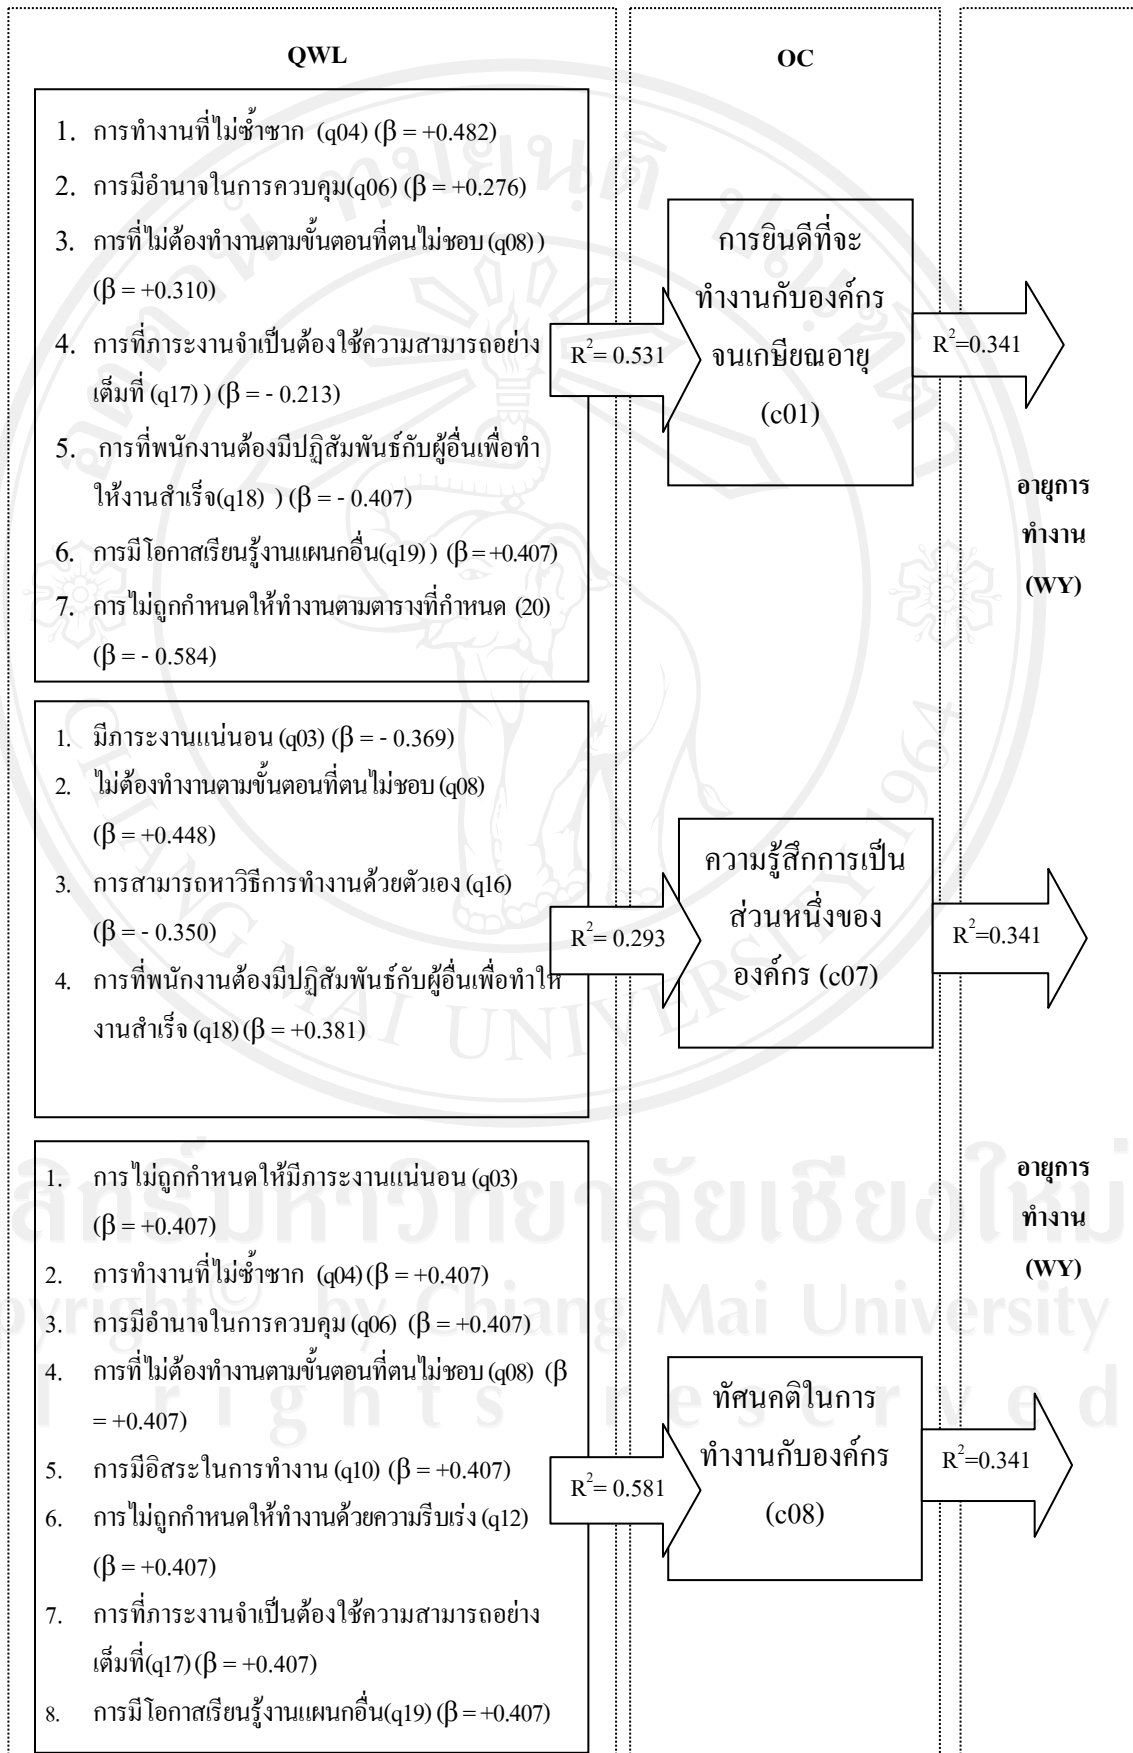 QWL
OC
1. การทำงานที่ไม่ซ้ำซาก (q04) (β = +0.482)
2. การมีอำนาจในการควบคุม(q06) (β = +0.276)
3. การที่ไม่ต้องทำงานตามขั้นตอนที่ตนไม่ชอบ (q08) )
(β = +0.310)
4. การที่ภาระงานจำเป็นต้องใช้ความสามารถอย่าง
เต็มที่ (q17) ) (β = - 0.213)
5. การที่พนักงานต้องมีปฏิสัมพันธ์กับผู้อื่นเพื่อทำ
ให้งานสำเร็จ(q18) ) (β = - 0.407)
6. การมีโอกาสเรียนรู้งานแผนกอื่น(q19)) (β = +0.407)
7. การไม่ถูกกำหนดให้ทำงานตามตารางที่กำหนด (20)
(β = - 0.584)
R²= 0.531
การยินดีที่จะ
ทำงานกับองค์กร
จนเกษียณอายุ
(c01)
R²=0.341
อายุการ
ทำงาน
(WY)
1. มีภาระงานแน่นอน (q03) (β = - 0.369)
2. ไม่ต้องทำงานตามขั้นตอนที่ตนไม่ชอบ (q08)
(β = +0.448)
3. การสามารถหาวิธีการทำงานด้วยตัวเอง (q16)
(β = - 0.350)
4. การที่พนักงานต้องมีปฏิสัมพันธ์กับผู้อื่นเพื่อทำให้
งานสำเร็จ (q18) (β = +0.381)
R²= 0.293
ความรู้สึกการเป็น
ส่วนหนึ่งของ
องค์กร (c07)
R²=0.341
1. การไม่ถูกกำหนดให้มีภาระงานแน่นอน (q03)
(β = +0.407)
2. การทำงานที่ไม่ซ้ำซาก (q04) (β = +0.407)
3. การมีอำนาจในการควบคุม (q06) (β = +0.407)
4. การที่ไม่ต้องทำงานตามขั้นตอนที่ตนไม่ชอบ (q08) (β
= +0.407)
5. การมีอิสระในการทำงาน (q10) (β = +0.407)
6. การไม่ถูกกำหนดให้ทำงานด้วยความรีบเร่ง (q12)
(β = +0.407)
7. การที่ภาระงานจำเป็นต้องใช้ความสามารถอย่าง
เต็มที่(q17) (β = +0.407)
8. การมีโอกาสเรียนรู้งานแผนกอื่น(q19) (β = +0.407)
R²= 0.581
ทัศนคติในการ
ทำงานกับองค์กร
(c08)
R²=0.341
อายุการ
ทำงาน
(WY)
CHIANG MAI UNIVERSITY 1964
สิทธิ์มหาวิทยาลัยเชียงใหม่
by Chiang Mai University
rights reserved